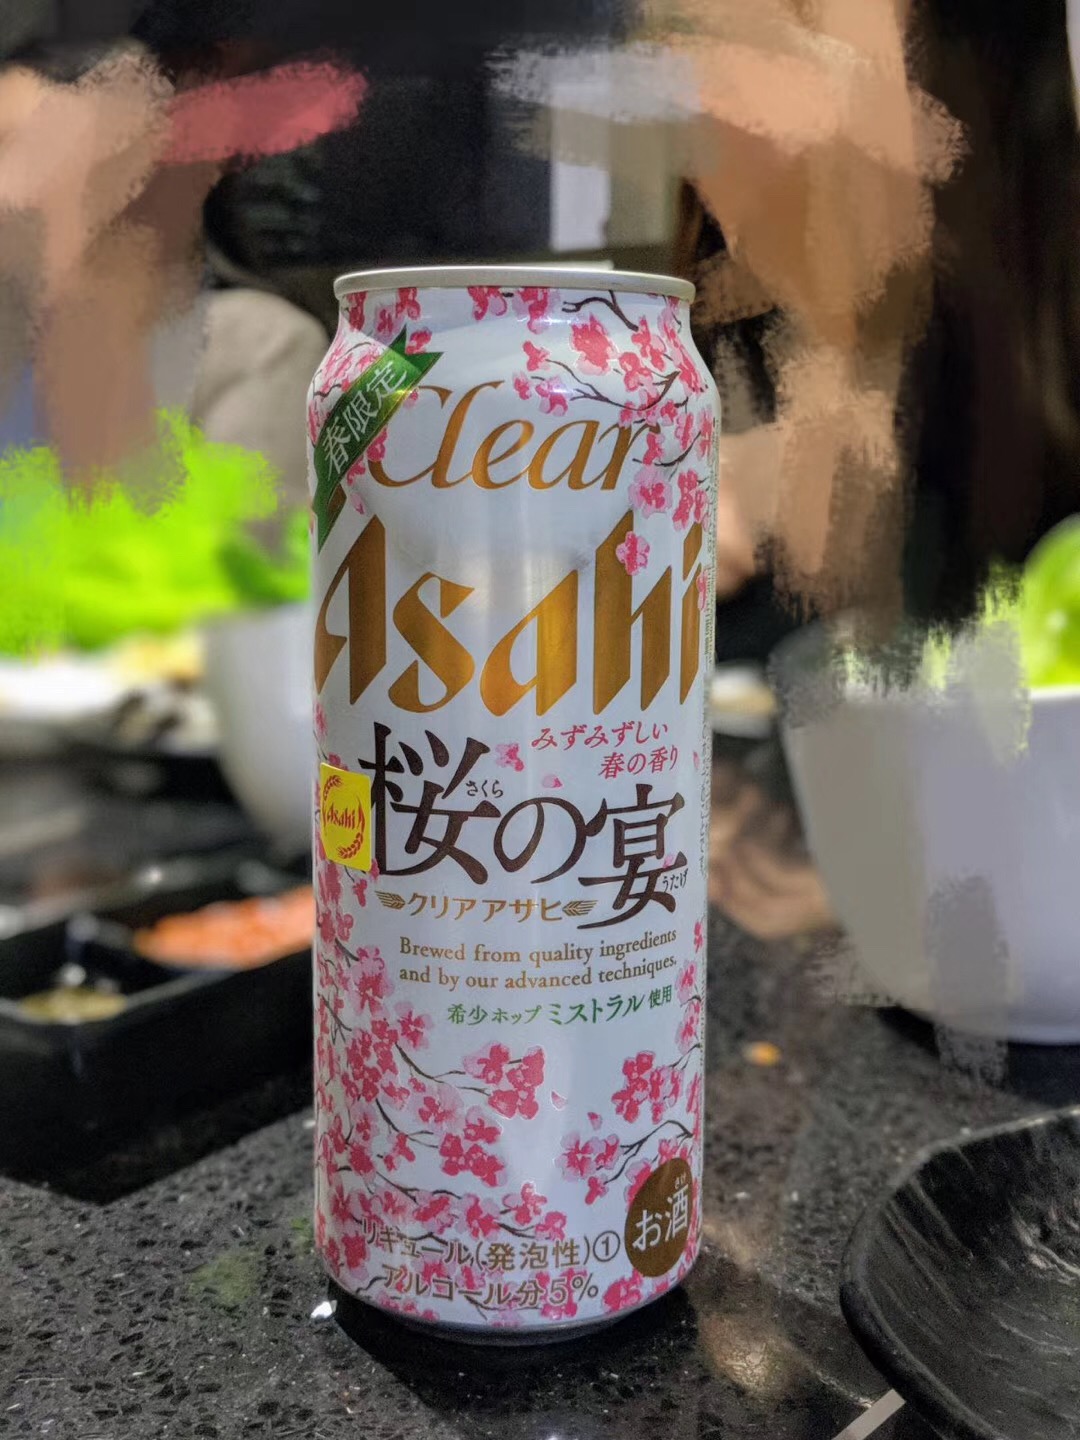 春限定
Clear
Asahi
みずみずしい
春の香り
さくら
桜の宴
うたげ
Asahi
クリア アサヒ
Brewed from quality ingredients
and by our advanced techniques.
希少ホップ ミストラル 使用
さけ
お酒
リキュール(発泡性)①
アルコール分5%